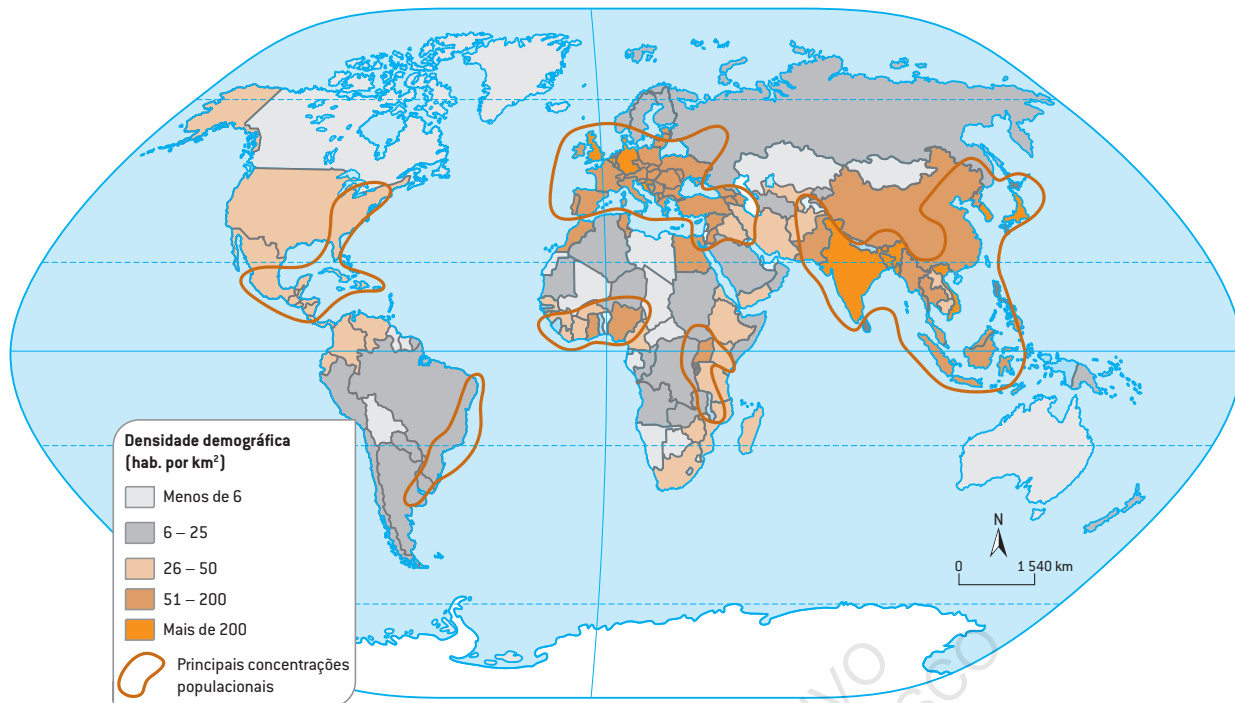 Densidade demográfica
(hab. por km²)
Menos de 6
6 – 25
26 – 50
51 – 200
Mais de 200
Principais concentrações
populacionais
N
0 1 540 km